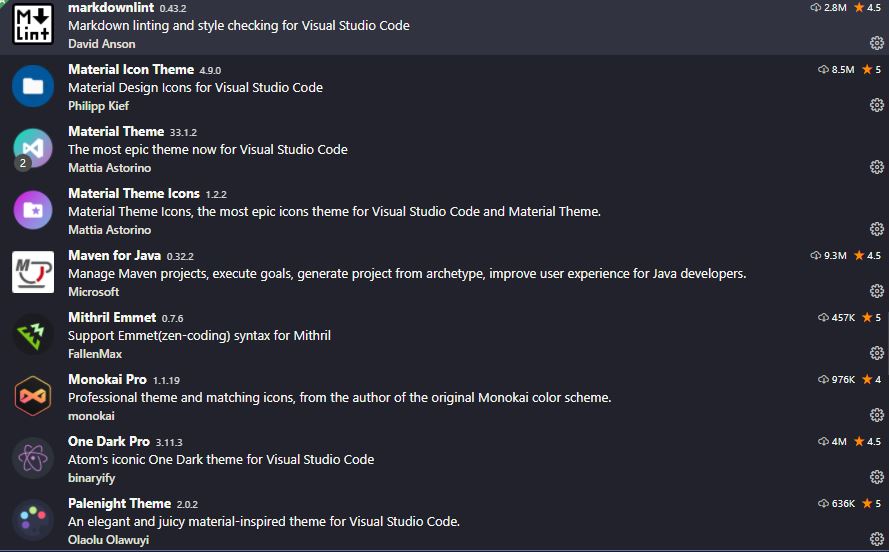 M
Lint
markdownlint 0.43.2 2.8M 4.5
Markdown linting and style checking for Visual Studio Code
David Anson
Material Icon Theme 4.9.0 8.5M 5
Material Design Icons for Visual Studio Code
Philipp Kief
Material Theme 33.1.2
The most epic theme now for Visual Studio Code
2
Mattia Astorino
Material Theme Icons 1.2.2
Material Theme Icons, the most epic icons theme for Visual Studio Code and Material Theme.
Mattia Astorino
M
Maven for Java 0.32.2 9.3M 4.5
Manage Maven projects, execute goals, generate project from archetype, improve user experience for Java developers.
Microsoft
Mithril Emmet 0.7.6 457K 5
Support Emmet(zen-coding) syntax for Mithril
FallenMax
Monokai Pro 1.1.19 976K 4
Professional theme and matching icons, from the author of the original Monokai color scheme.
monokai
One Dark Pro 3.11.3 4M 4.5
Atom's iconic One Dark theme for Visual Studio Code
binaryify
Palenight Theme 2.0.2 636K 5
An elegant and juicy material-inspired theme for Visual Studio Code.
Olaolu Olawuyi